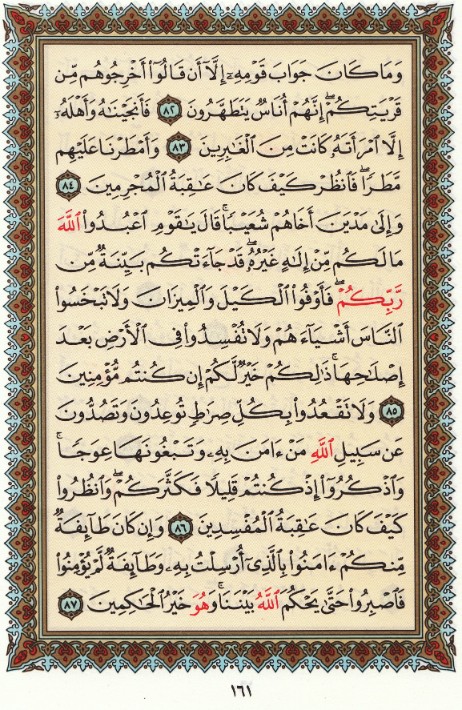 وَمَا كَانَ جَوَابَ قَوْمِهِۦٓ إِلَّآ أَن قَالُوٓا۟ أَخْرِجُوهُم مِّن
قَرْيَتِكُمْ ۖ إِنَّهُمْ أُنَاسٌ يَتَطَهَّرُونَ ٨٢ فَأَنجَيْنَٰهُ وَأَهْلَهُۥٓ
إِلَّا ٱمْرَأَتَهُۥ كَانَتْ مِنَ ٱلْغَٰبِرِينَ ٨٣ وَأَمْطَرْنَا عَلَيْهِم
مَّطَرًا ۖ فَٱنظُرْ كَيْفَ كَانَ عَٰقِبَةُ ٱلْمُجْرِمِينَ ٨٤
وَإِلَىٰ مَدْيَنَ أَخَاهُمْ شُعَيْبًا ۗ قَالَ يَٰقَوْمِ ٱعْبُدُوا۟ ٱللَّهَ
مَا لَكُم مِّنْ إِلَٰهٍ غَيْرُهُۥ ۖ قَدْ جَآءَتْكُم بَيِّنَةٌ مِّن
رَّبِّكُمْ ۖ فَأَوْفُوا۟ ٱلْكَيْلَ وَٱلْمِيزَانَ وَلَا تَبْخَسُوا۟
ٱلنَّاسَ أَشْيَآءَهُمْ وَلَا تُفْسِدُوا۟ فِى ٱلْأَرْضِ بَعْدَ
إِصْلَٰحِهَا ۚ ذَٰلِكُمْ خَيْرٌ لَّكُمْ إِن كُنتُم مُّؤْمِنِينَ
٨٥ وَلَا تَقْعُدُوا۟ بِكُلِّ صِرَٰطٍ تُوعِدُونَ وَتَصُدُّونَ
عَن سَبِيلِ ٱللَّهِ مَنْ ءَامَنَ بِهِۦ وَتَبْغُونَهَا عِوَجًا ۚ
وَٱذْكُرُوٓا۟ إِذْ كُنتُمْ قَلِيلًا فَكَثَّرَكُمْ ۖ وَٱنظُرُوا۟
كَيْفَ كَانَ عَٰقِبَةُ ٱلْمُفْسِدِينَ ٨٦ وَإِن كَانَ طَآئِفَةٌ
مِّنكُمْ ءَامَنُوا۟ بِٱلَّذِىٓ أُرْسِلْتُ بِهِۦ وَطَآئِفَةٌ لَّمْ يُؤْمِنُوا۟
فَٱصْبِرُوا۟ حَتَّىٰ يَحْكُمَ ٱللَّهُ بَيْنَنَا ۚ وَهُوَ خَيْرُ ٱلْحَٰكِمِينَ ٨٧
١٦١